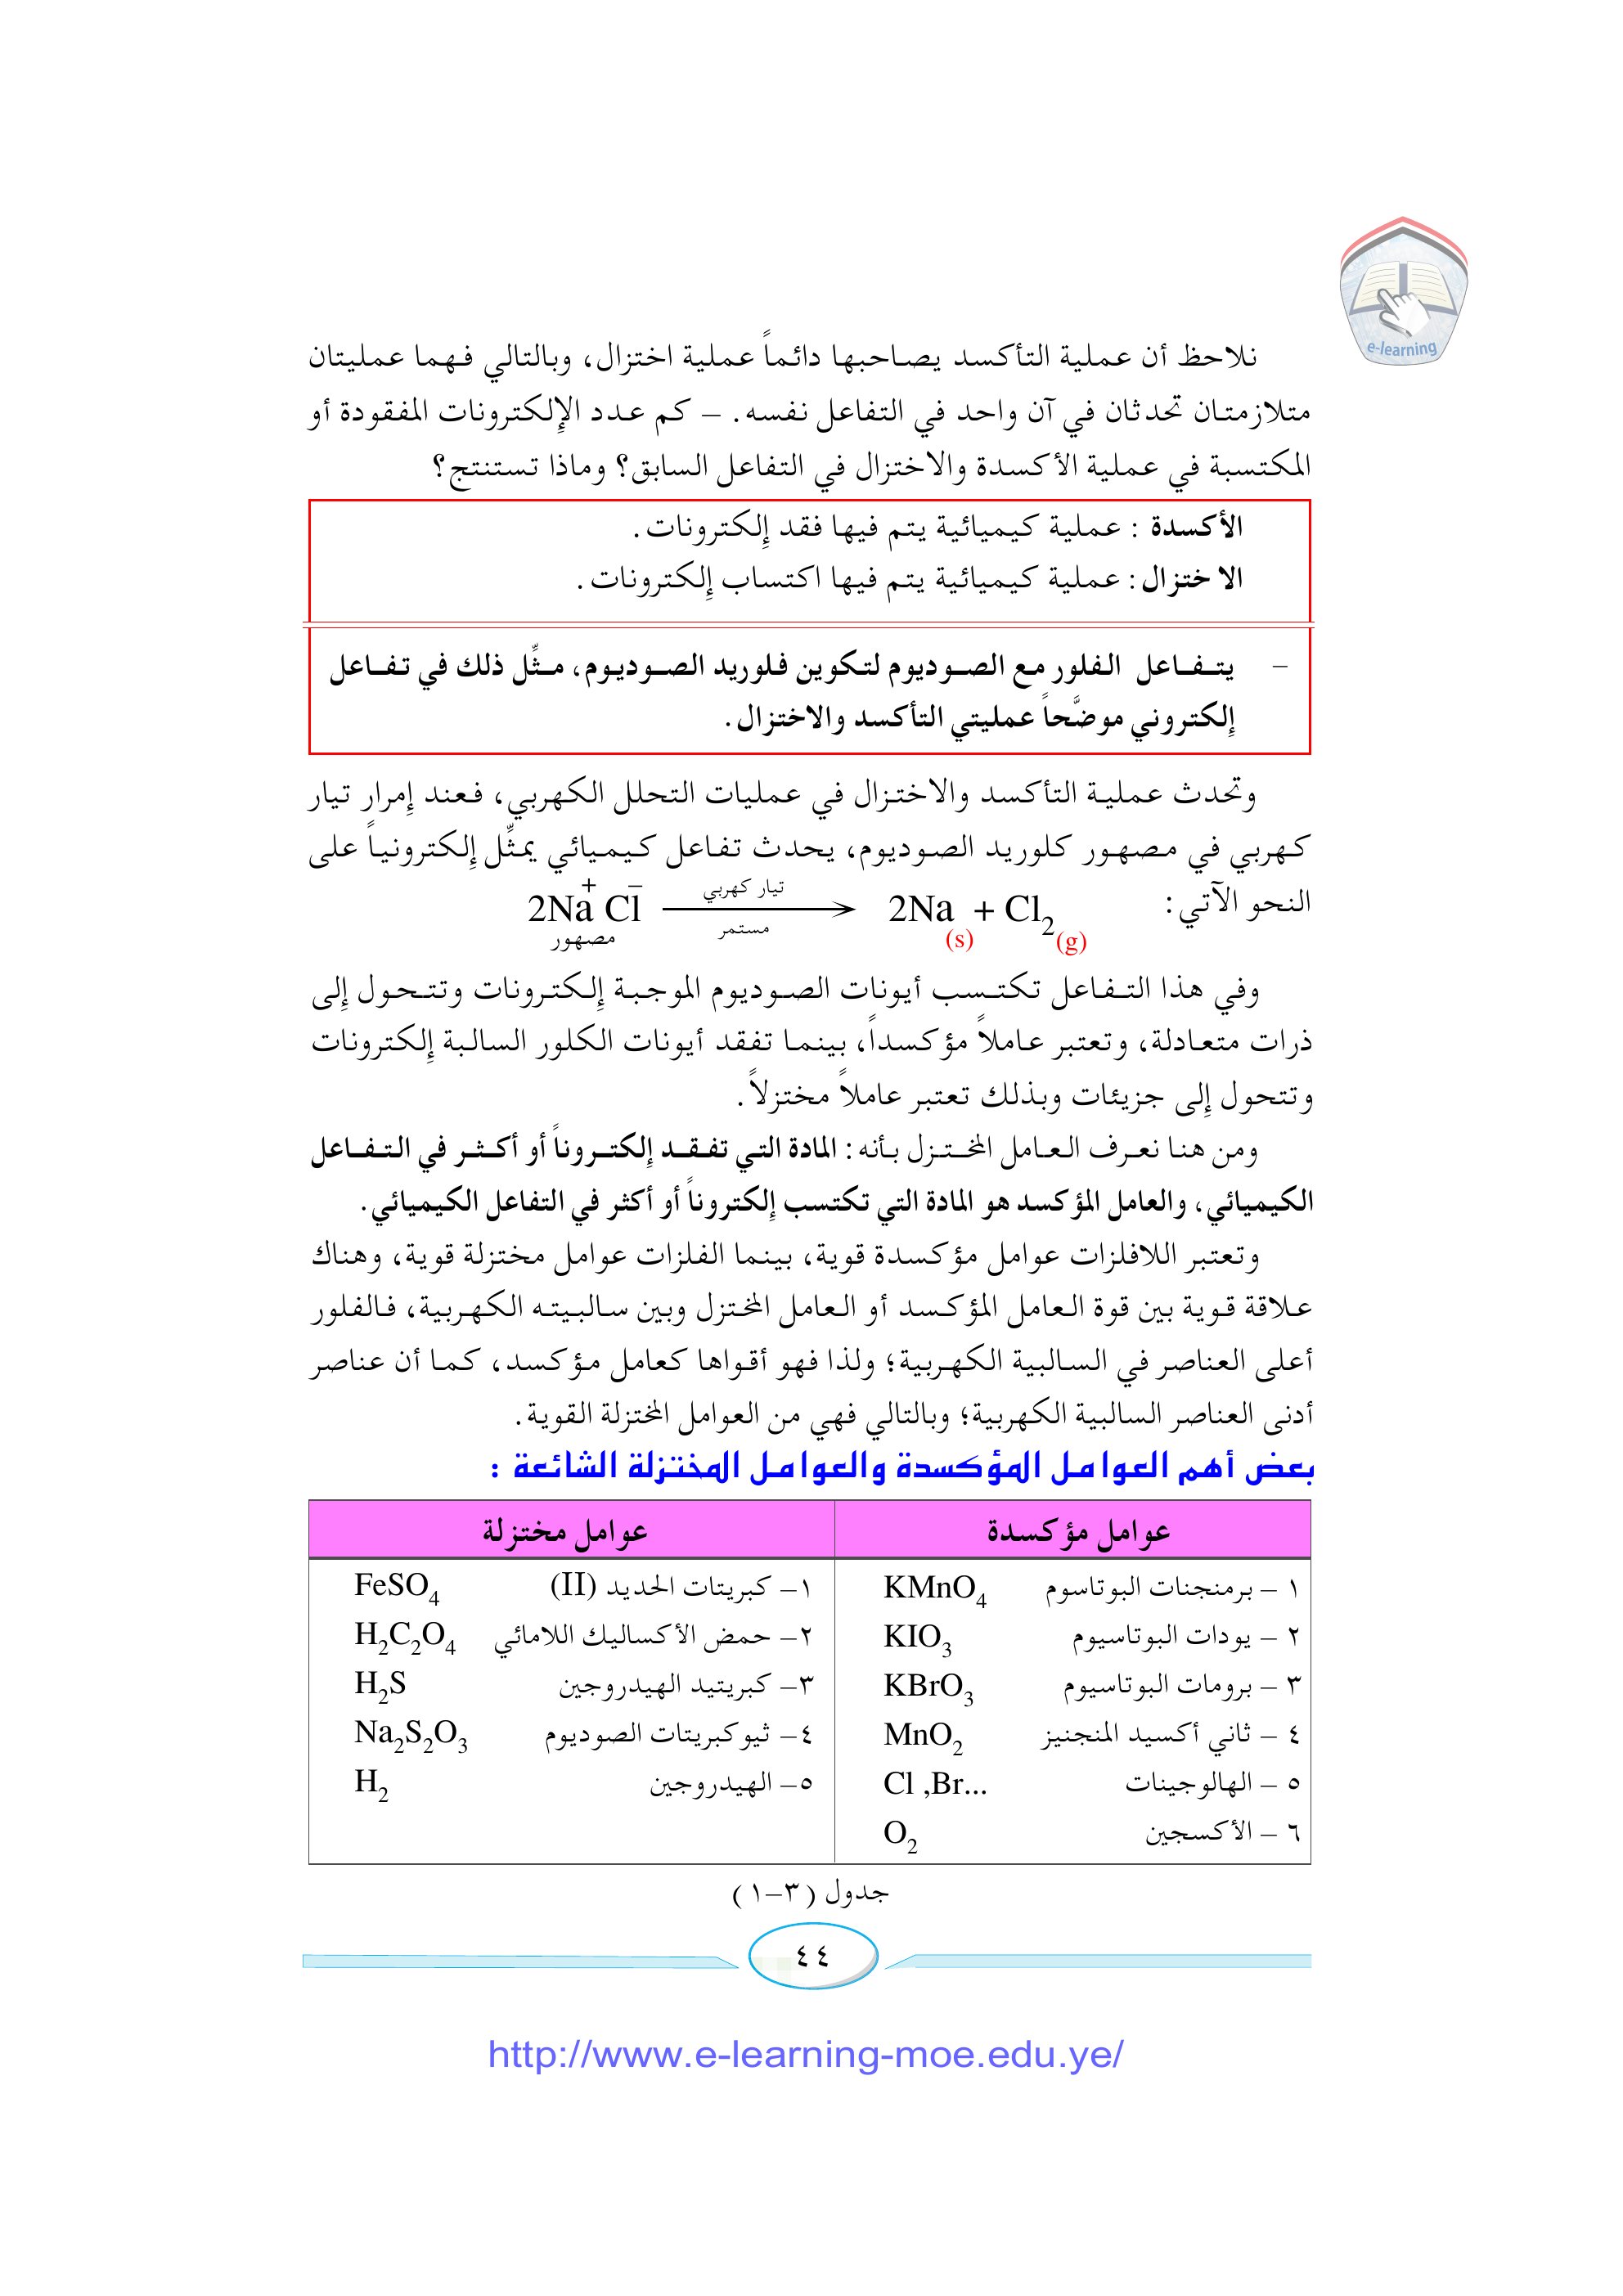 e-learning
نلاحظ أن عملية التأكسد يصاحبها دائماً عملية اختزال، وبالتالي فهما عمليتان
متلازمتان تحدثان في آن واحد في التفاعل نفسه. – كم عدد الإلكترونات المفقودة أو
المكتسبة في عملية الأكسدة والاختزال في التفاعل السابق؟ وماذا تستنتج؟
الأكسدة : عملية كيميائية يتم فيها فقد إلكترونات.
الاختزال: عملية كيميائية يتم فيها اكتساب إلكترونات.
– يتفاعل الفلور مع الصوديوم لتكوين فلوريد الصوديوم، مثِّل ذلك في تفاعل
إلكتروني موضَّحاً عمليتي التأكسد والاختزال.
وتحدث عملية التأكسد والاختزال في عمليات التحلل الكهربي، فعند إمرار تيار
كهربي في مصهور كلوريد الصوديوم، يحدث تفاعل كيميائي يمثِّل إلكترونياً على
النحو الآتي:
2Na⁺ Cl⁻ (مصهور) —تيار كهربي مستمر→ 2Na(s) + Cl₂(g)
وفي هذا التفاعل تكتسب أيونات الصوديوم الموجبة إلكترونات وتتحول إلى
ذرات متعادلة، وتعتبر عاملاً مؤكسداً، بينما تفقد أيونات الكلور السالبة إلكترونات
وتتحول إلى جزيئات وبذلك تعتبر عاملاً مختزلاً.
ومن هنا نعرف العامل المختزل بأنه: المادة التي تفقد إلكتروناً أو أكثر في التفاعل
الكيميائي، والعامل المؤكسد هو المادة التي تكتسب إلكتروناً أو أكثر في التفاعل الكيميائي.
وتعتبر اللافلزات عوامل مؤكسدة قوية، بينما الفلزات عوامل مختزلة قوية، وهناك
علاقة قوية بين قوة العامل المؤكسد أو العامل المختزل وبين سالبيته الكهربية، فالفلور
أعلى العناصر في السالبية الكهربية؛ ولذا فهو أقواها كعامل مؤكسد، كما أن عناصر
أدنى العناصر السالبية الكهربية؛ وبالتالي فهي من العوامل المختزلة القوية.
بعض أهم العوامل المؤكسدة والعوامل المختزلة الشائعة :
عوامل مؤكسدة عوامل مختزلة
١ – برمنجنات البوتاسوم KMnO₄ ١– كبريتات الحديد (II) FeSO₄
٢ – يودات البوتاسيوم KIO₃ ٢– حمض الأكساليك اللامائي H₂C₂O₄
٣ – برومات البوتاسيوم KBrO₃ ٣– كبريتيد الهيدروجين H₂S
٤ – ثاني أكسيد المنجنيز MnO₂ ٤– ثيوكبريتات الصوديوم Na₂S₂O₃
٥ – الهالوجينات Cl ,Br... ٥– الهيدروجين H₂
٦ – الأكسجين O₂
جدول (٣–١)
٤٤
http://www.e-learning-moe.edu.ye/